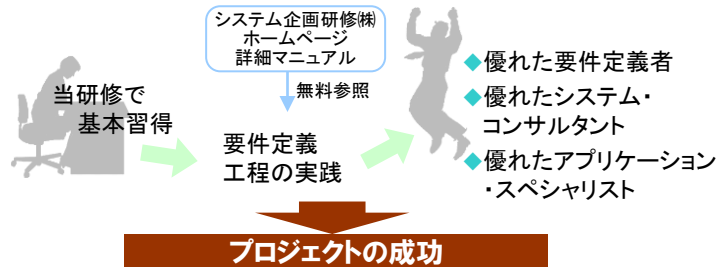 システム企画研修㈱
ホームページ
詳細マニュアル
無料参照
当研修で
基本習得
要件定義
工程の実践
◆優れた要件定義者
◆優れたシステム・
コンサルタント
◆優れたアプリケーション
・スペシャリスト
プロジェクトの成功